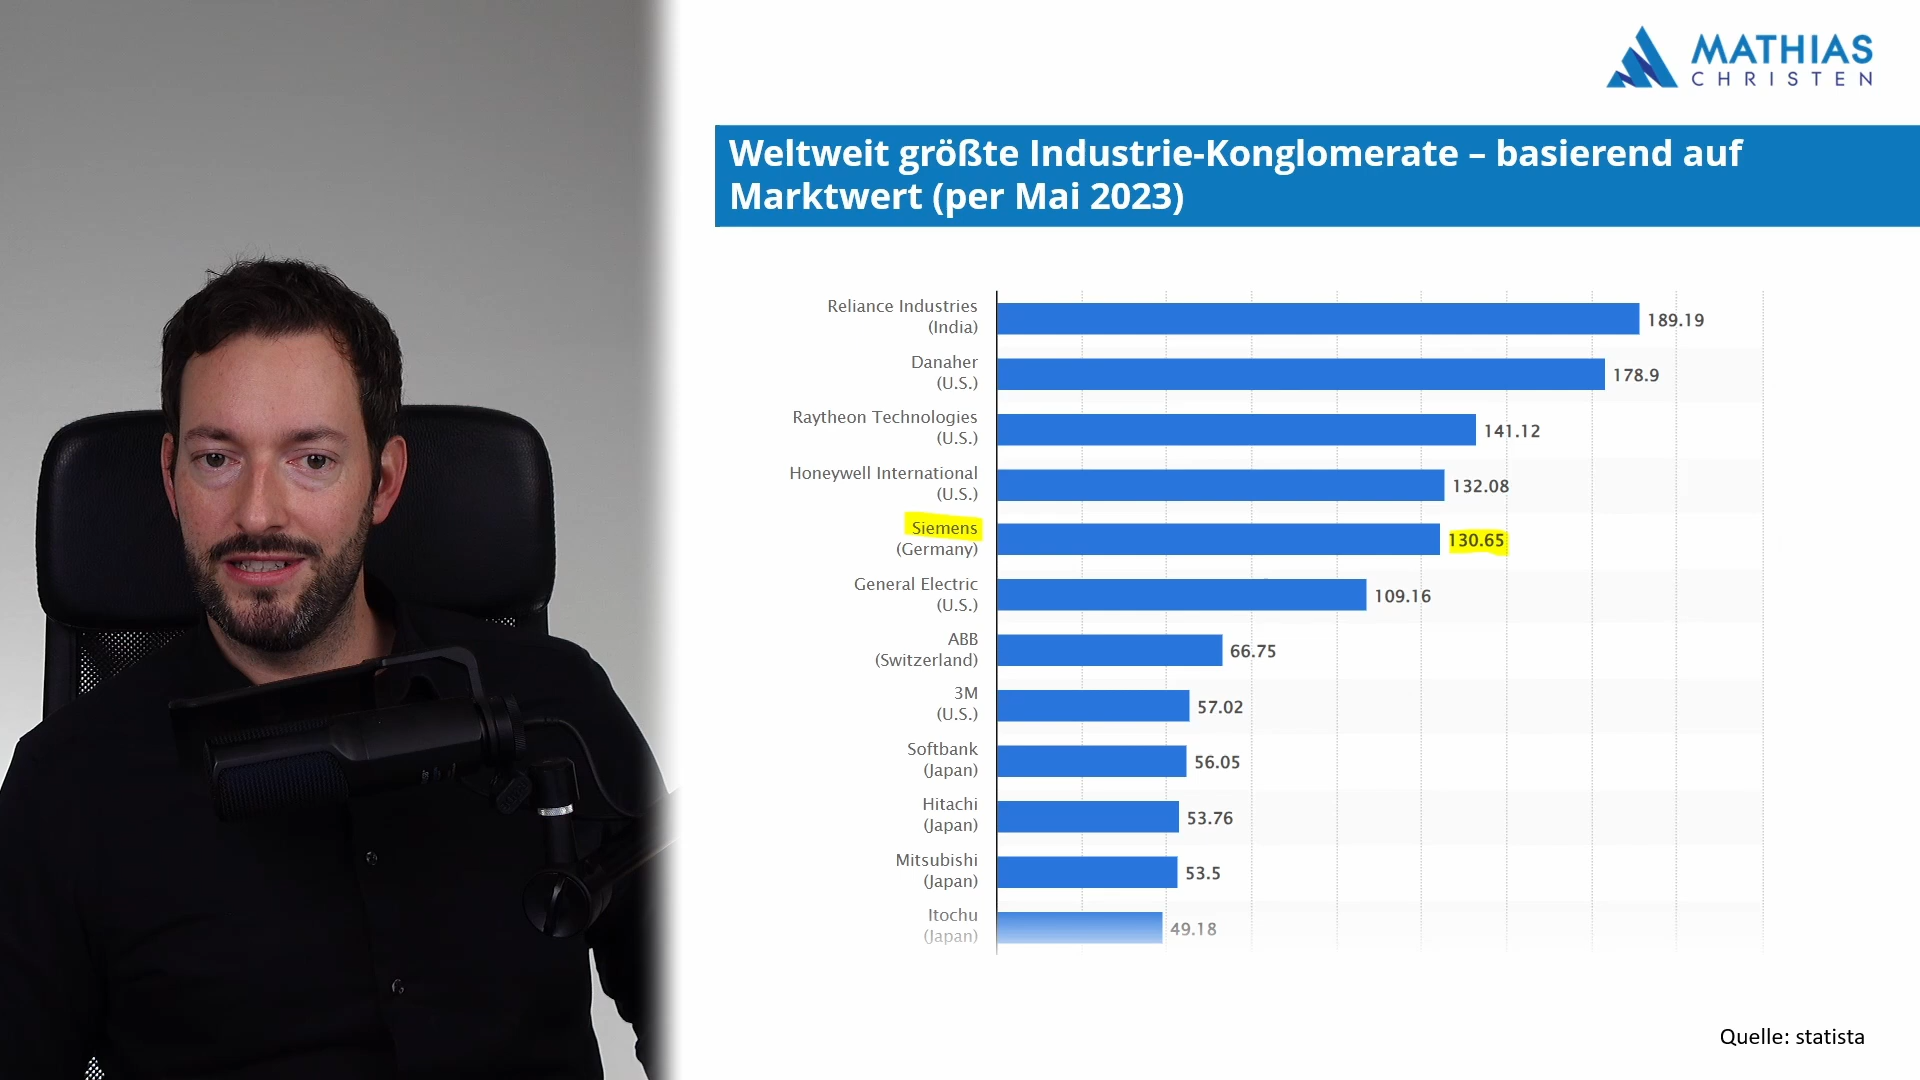 MATHIAS
CHRISTEN
Weltweit größte Industrie-Konglomerate – basierend auf
Marktwert (per Mai 2023)
Reliance Industries
(India)
189.19
Danaher
(U.S.)
178.9
Raytheon Technologies
(U.S.)
141.12
Honeywell International
(U.S.)
132.08
Siemens
(Germany)
130.65
General Electric
(U.S.)
109.16
ABB
(Switzerland)
66.75
3M
(U.S.)
57.02
Softbank
(Japan)
56.05
Hitachi
(Japan)
53.76
Mitsubishi
(Japan)
53.5
Itochu
(Japan)
49.18
Quelle: statista